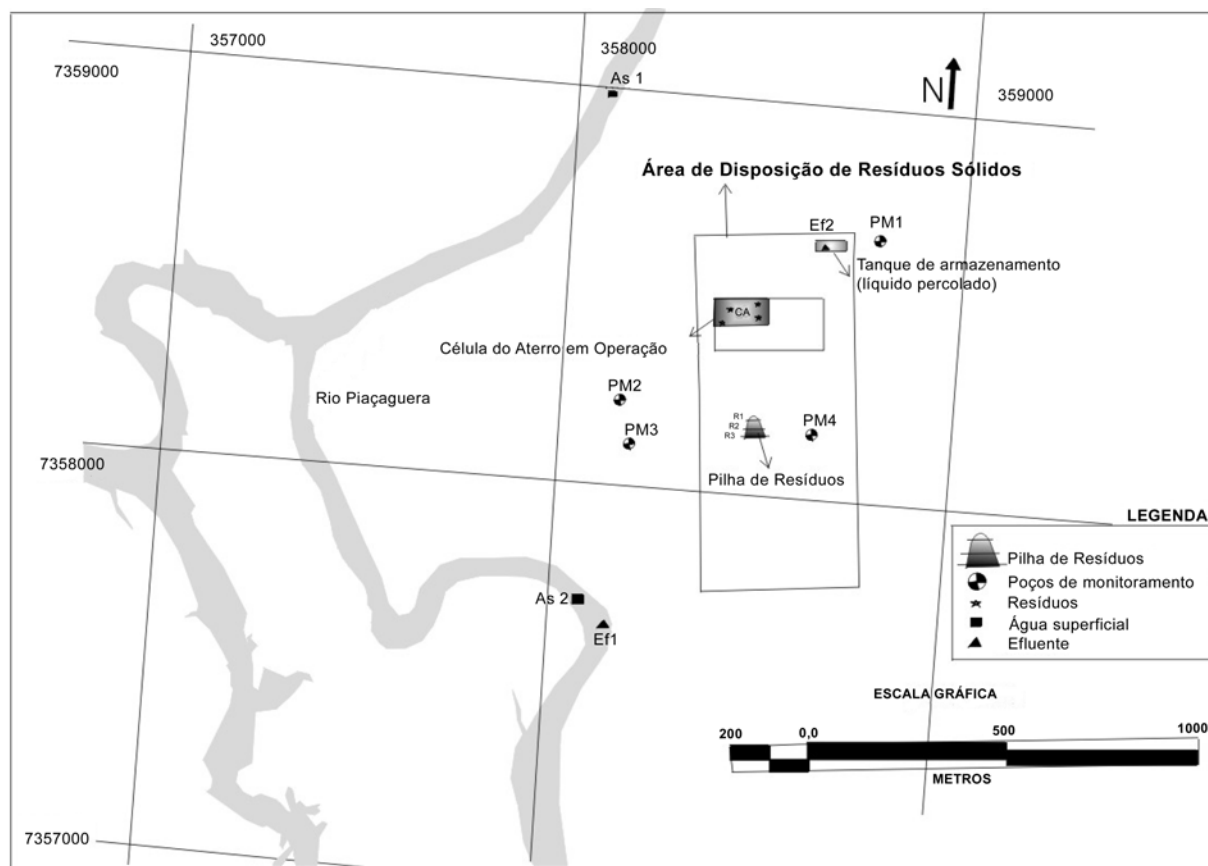 357000
358000
7359000
As 1
N
359000
Área de Disposição de Resíduos Sólidos
Ef2
PM1
Tanque de armazenamento
(líquido percolado)
CA
Célula do Aterro em Operação
PM2
Rio Piaçaguera
PM3
R1
R2
R3
PM4
7358000
Pilha de Resíduos
LEGENDA
Pilha de Resíduos
Poços de monitoramento
Resíduos
Água superficial
Efluente
As 2
Ef1
ESCALA GRÁFICA
200
0,0
500
1000
METROS
7357000